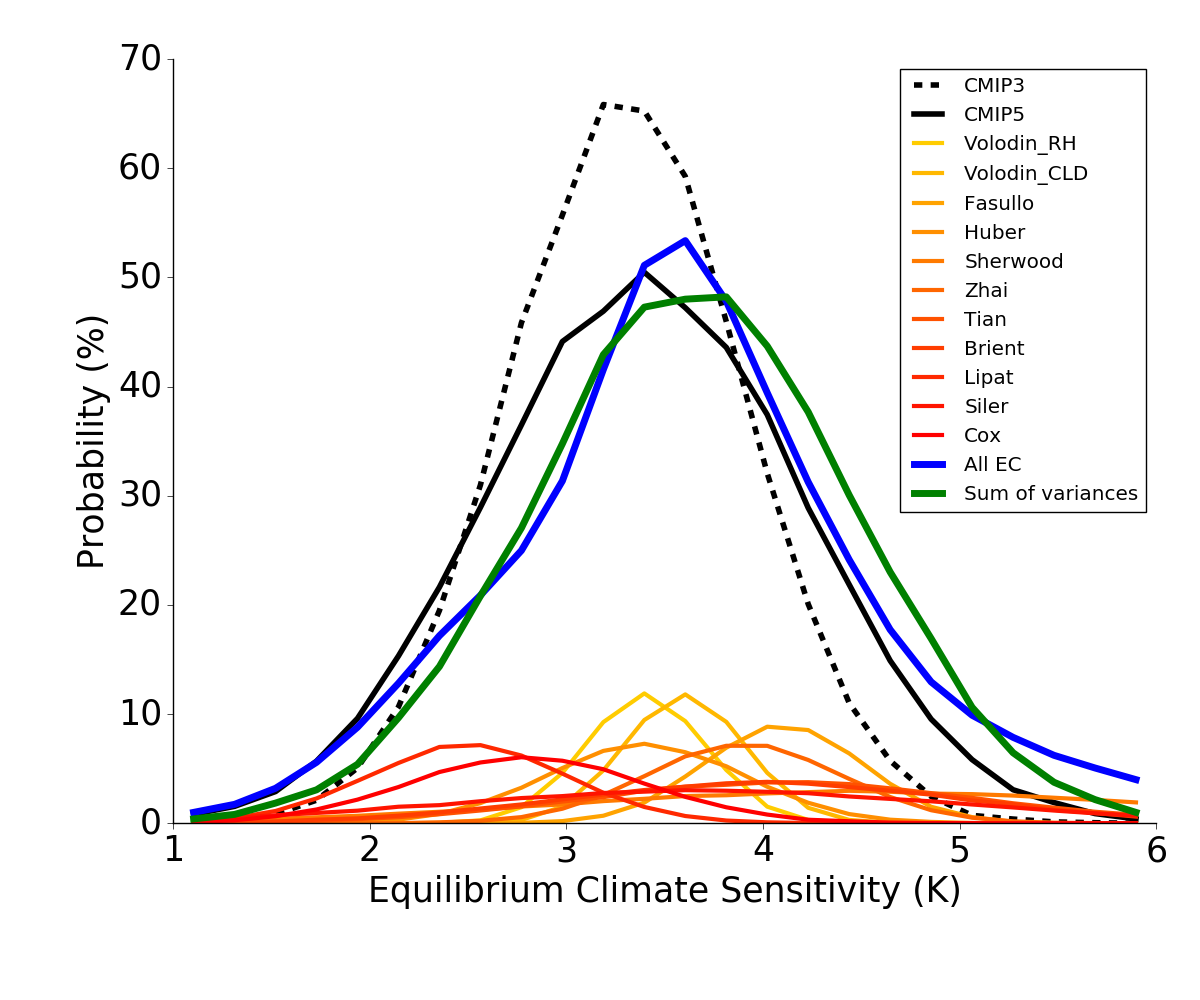 70
60
50
40
30
20
10
0
Probability (%)
1 2 3 4 5 6
Equilibrium Climate Sensitivity (K)
CMIP3
CMIP5
Volodin_RH
Volodin_CLD
Fasullo
Huber
Sherwood
Zhai
Tian
Brient
Lipat
Siler
Cox
All EC
Sum of variances